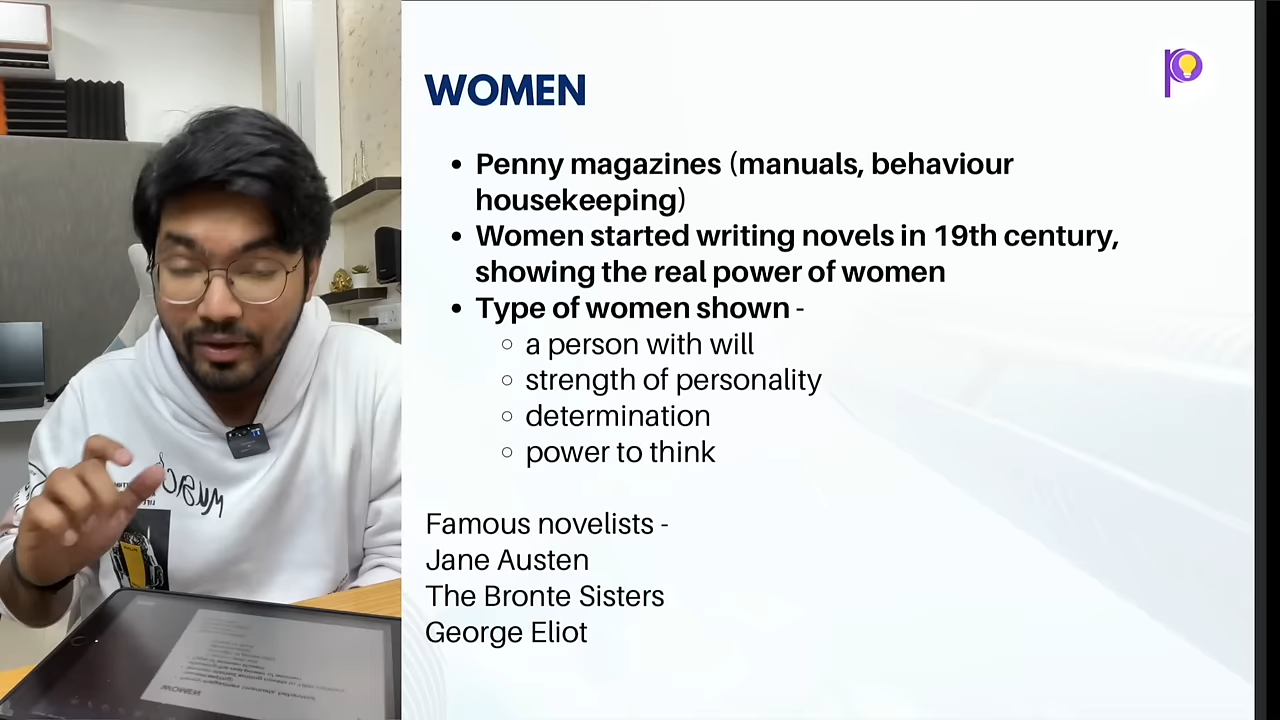 WOMEN
Penny magazines (manuals, behaviour
housekeeping)
Women started writing novels in 19th century,
showing the real power of women
Type of women shown -
a person with will
strength of personality
determination
power to think
Famous novelists -
Jane Austen
The Bronte Sisters
George Eliot
music
WOMEN